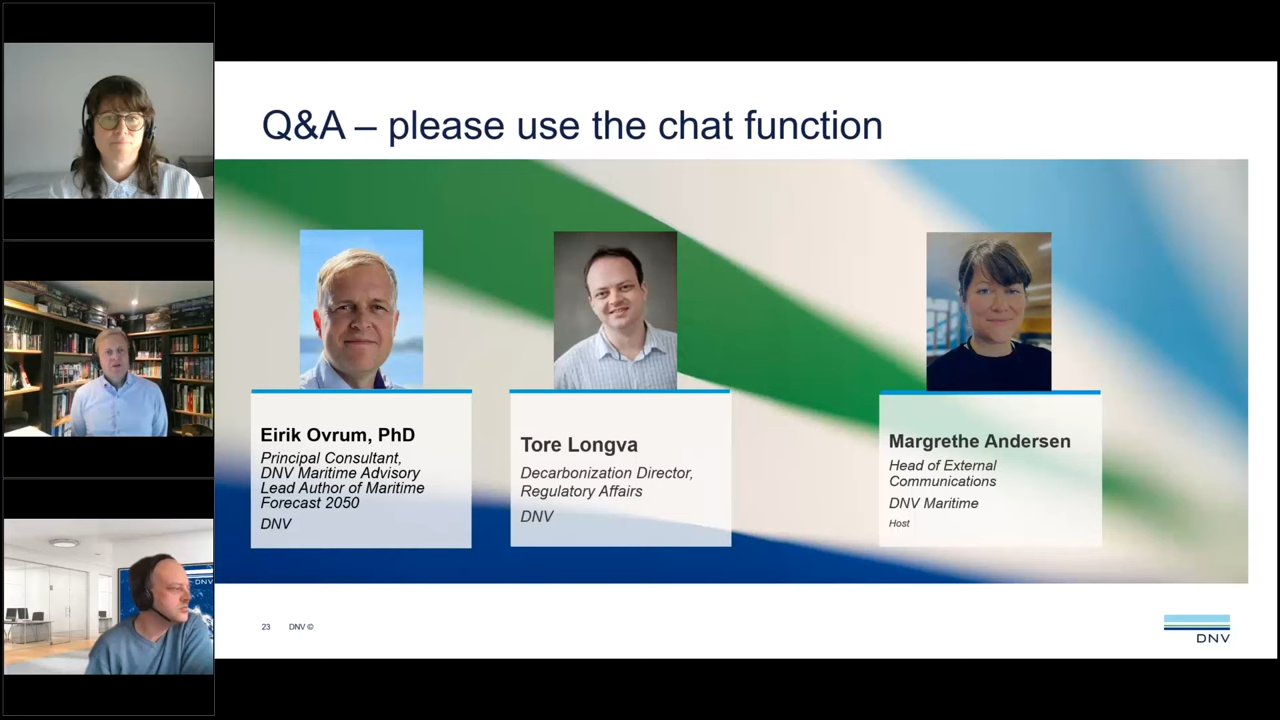 Q&A – please use the chat function
Eirik Ovrum, PhD
Principal Consultant,
DNV Maritime Advisory
Lead Author of Maritime
Forecast 2050
DNV
Tore Longva
Decarbonization Director,
Regulatory Affairs
DNV
Margrethe Andersen
Head of External
Communications
DNV Maritime
Host
23 DNV ©
DNV
DNV